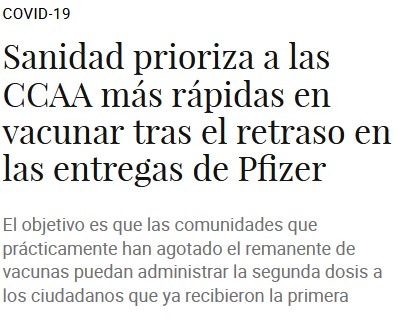 COVID-19
Sanidad prioriza a las
CCAA más rápidas en
vacunar tras el retraso en
las entregas de Pfizer
El objetivo es que las comunidades que
prácticamente han agotado el remanente de
vacunas puedan administrar la segunda dosis a
los ciudadanos que ya recibieron la primera